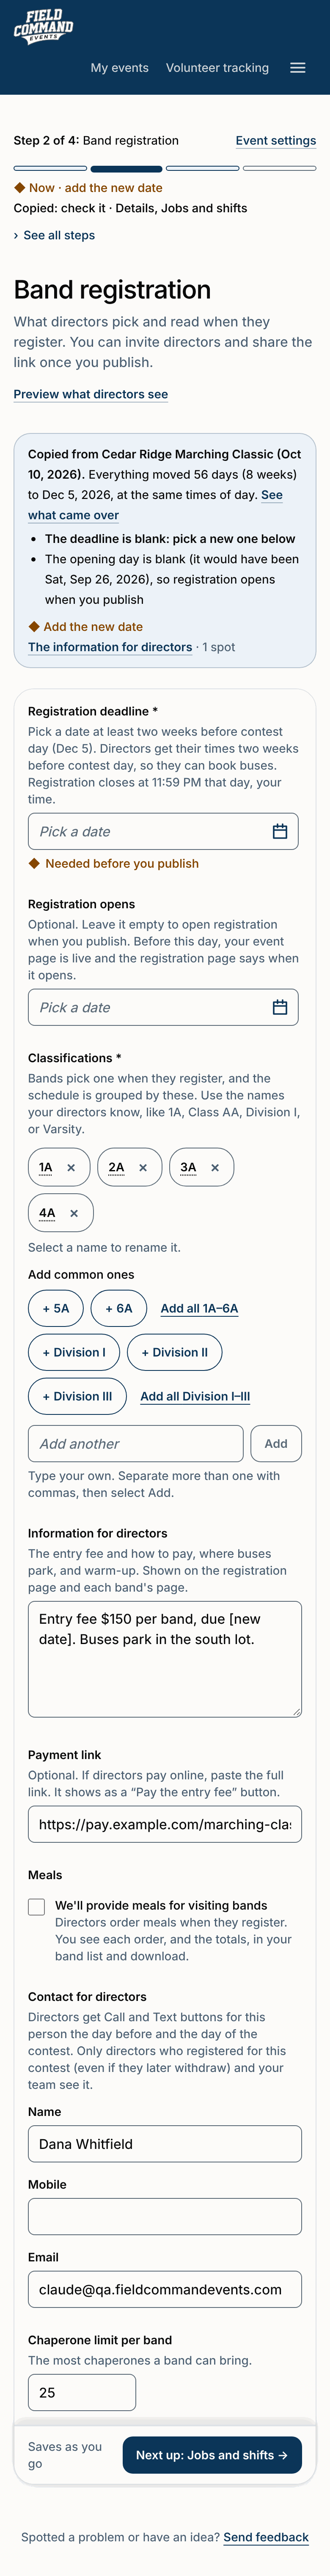 FIELD
COMMAND
EVENTS
My events Volunteer tracking
Step 2 of 4: Band registration Event settings
◆ Now · add the new date
Copied: check it · Details, Jobs and shifts
› See all steps
Band registration
What directors pick and read when they
register. You can invite directors and share the
link once you publish.
Preview what directors see
Copied from Cedar Ridge Marching Classic (Oct
10, 2026). Everything moved 56 days (8 weeks)
to Dec 5, 2026, at the same times of day. See
what came over
• The deadline is blank: pick a new one below
• The opening day is blank (it would have been
Sat, Sep 26, 2026), so registration opens
when you publish
◆ Add the new date
The information for directors · 1 spot
Registration deadline *
Pick a date at least two weeks before contest
day (Dec 5). Directors get their times two weeks
before contest day, so they can book buses.
Registration closes at 11:59 PM that day, your
time.
Pick a date
◆ Needed before you publish
Registration opens
Optional. Leave it empty to open registration
when you publish. Before this day, your event
page is live and the registration page says when
it opens.
Pick a date
Classifications *
Bands pick one when they register, and the
schedule is grouped by these. Use the names
your directors know, like 1A, Class AA, Division I,
or Varsity.
1A × 2A × 3A ×
4A ×
Select a name to rename it.
Add common ones
+ 5A + 6A Add all 1A–6A
+ Division I + Division II
+ Division III Add all Division I–III
Add another Add
Type your own. Separate more than one with
commas, then select Add.
Information for directors
The entry fee and how to pay, where buses
park, and warm-up. Shown on the registration
page and each band's page.
Entry fee $150 per band, due [new
date]. Buses park in the south lot.
Payment link
Optional. If directors pay online, paste the full
link. It shows as a “Pay the entry fee” button.
https://pay.example.com/marching-clas
Meals
We'll provide meals for visiting bands
Directors order meals when they register.
You see each order, and the totals, in your
band list and download.
Contact for directors
Directors get Call and Text buttons for this
person the day before and the day of the
contest. Only directors who registered for this
contest (even if they later withdraw) and your
team see it.
Name
Dana Whitfield
Mobile
Email
claude@qa.fieldcommandevents.com
Chaperone limit per band
The most chaperones a band can bring.
25
Saves as you
go
Next up: Jobs and shifts →
Spotted a problem or have an idea? Send feedback